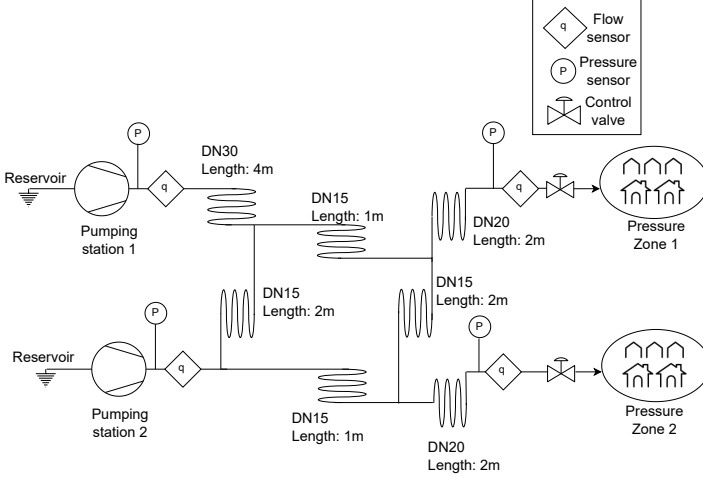 q
Flow
sensor
P
Pressure
sensor
Control
valve
P
DN30
Length: 4m
P
Reservoir
q
DN15
Length: 1m
q
Pumping
station 1
DN20
Length: 2m
Pressure
Zone 1
DN15
Length: 2m
DN15
Length: 2m
P
P
Reservoir
q
q
Pumping
station 2
DN15
Length: 1m
Pressure
Zone 2
DN20
Length: 2m